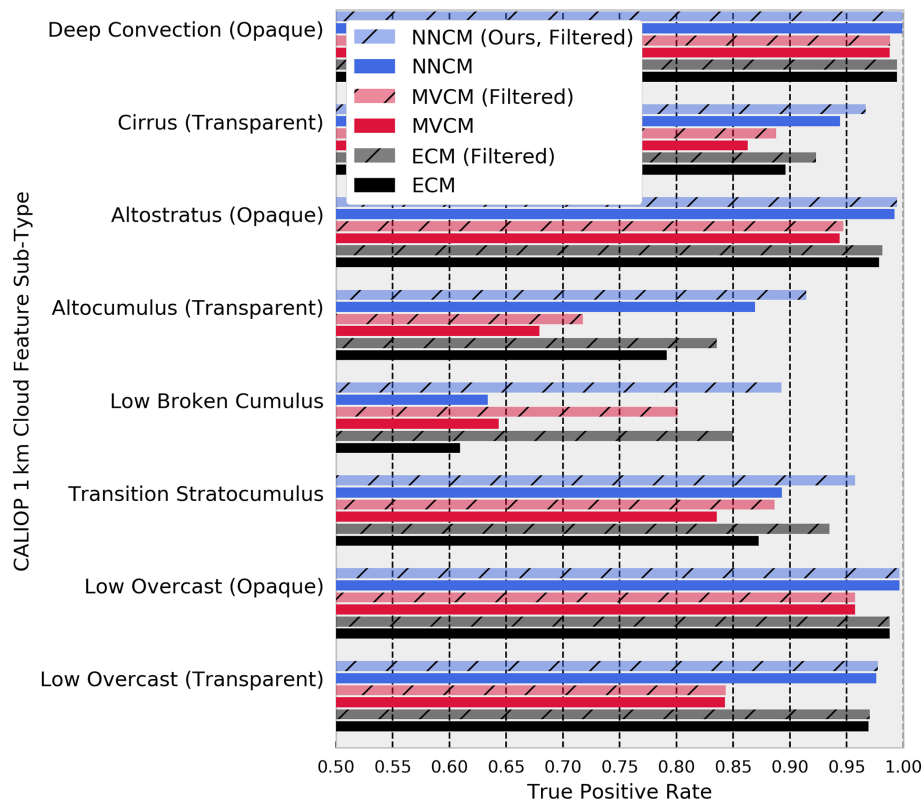 Deep Convection (Opaque)
Cirrus (Transparent)
Altostratus (Opaque)
Altocumulus (Transparent)
Low Broken Cumulus
Transition Stratocumulus
Low Overcast (Opaque)
Low Overcast (Transparent)
CALIOP 1 km Cloud Feature Sub-Type
NNCM (Ours, Filtered)
NNCM
MVCM (Filtered)
MVCM
ECM (Filtered)
ECM
0.50 0.55 0.60 0.65 0.70 0.75 0.80 0.85 0.90 0.95 1.00
True Positive Rate